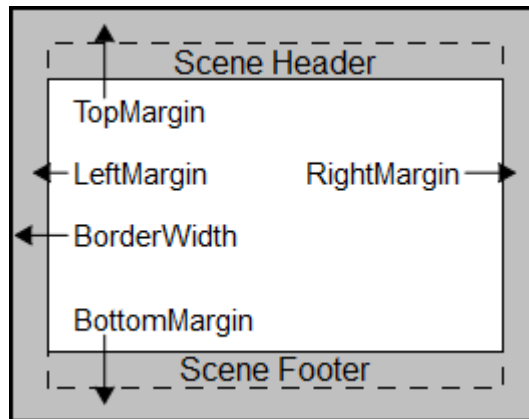 Scene Header
TopMargin
LeftMargin RightMargin
BorderWidth
BottomMargin
Scene Footer